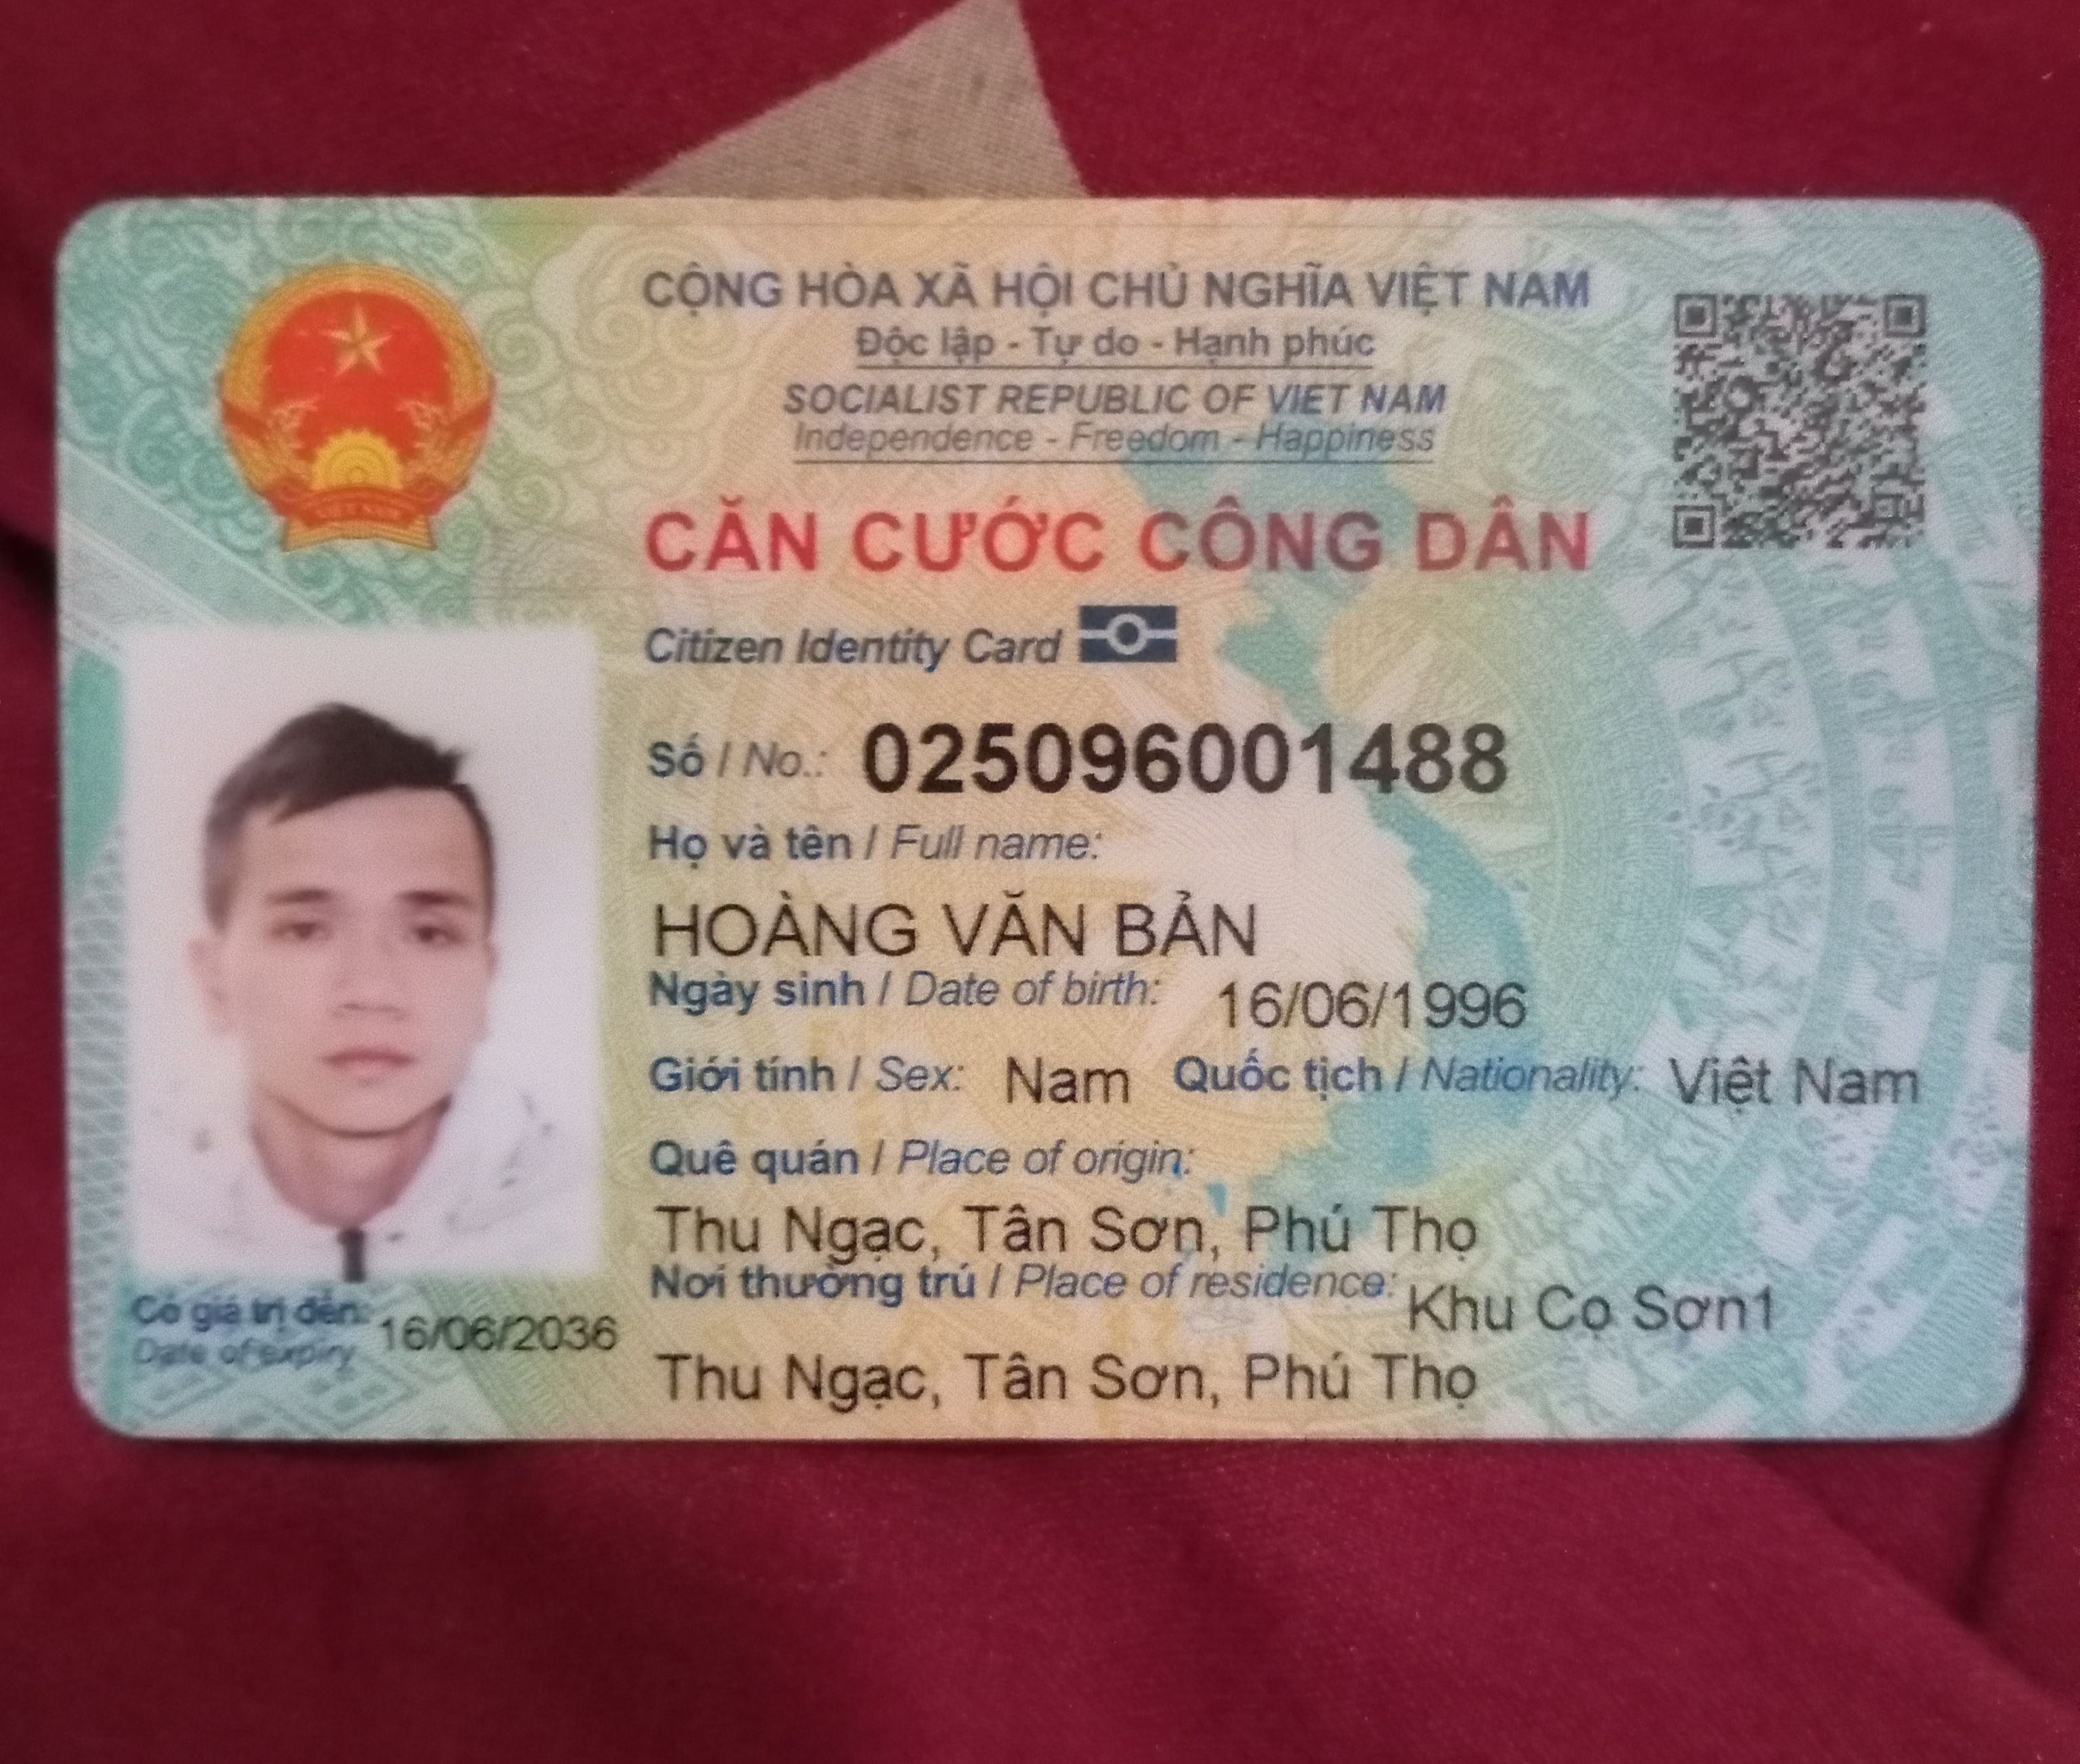 CỘNG HÒA XÃ HỘI CHỦ NGHĨA VIỆT NAM
Độc lập - Tự do - Hạnh phúc
SOCIALIST REPUBLIC OF VIET NAM
Independence - Freedom - Happiness
CĂN CƯỚC CÔNG DÂN
Citizen Identity Card
Số / No.: 025096001488
Họ và tên / Full name:
HOÀNG VĂN BẢN
Ngày sinh / Date of birth: 16/06/1996
Giới tính / Sex: Nam Quốc tịch / Nationality: Việt Nam
Quê quán / Place of origin:
Thu Ngạc, Tân Sơn, Phú Thọ
Nơi thường trú / Place of residence: Khu Cọ Sơn1
Thu Ngạc, Tân Sơn, Phú Thọ
Có giá trị đến: 16/06/2036
Date of expiry
VIỆT NAM